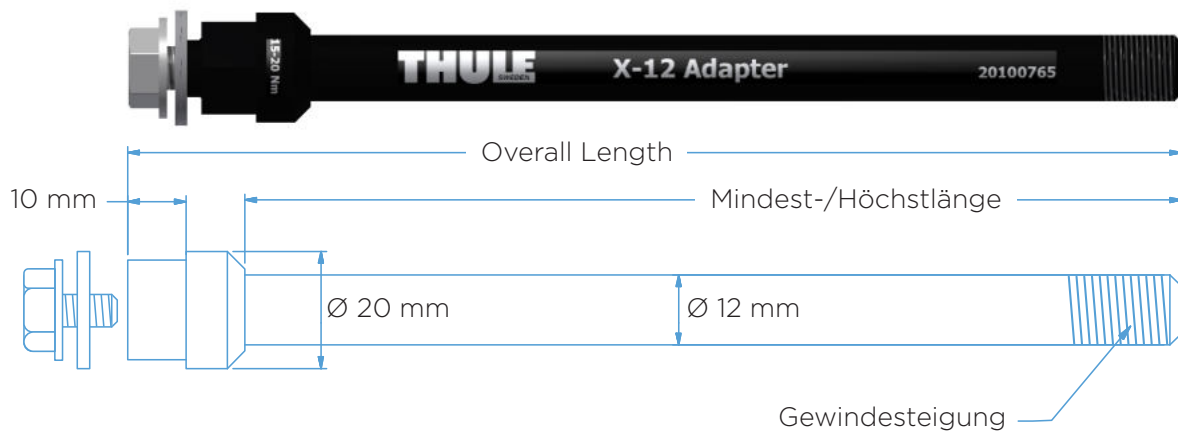 15-20 Nm
THULE
SWEDEN
X-12 Adapter
20100765
Overall Length
10 mm
Mindest-/Höchstlänge
Ø 20 mm
Ø 12 mm
Gewindesteigung